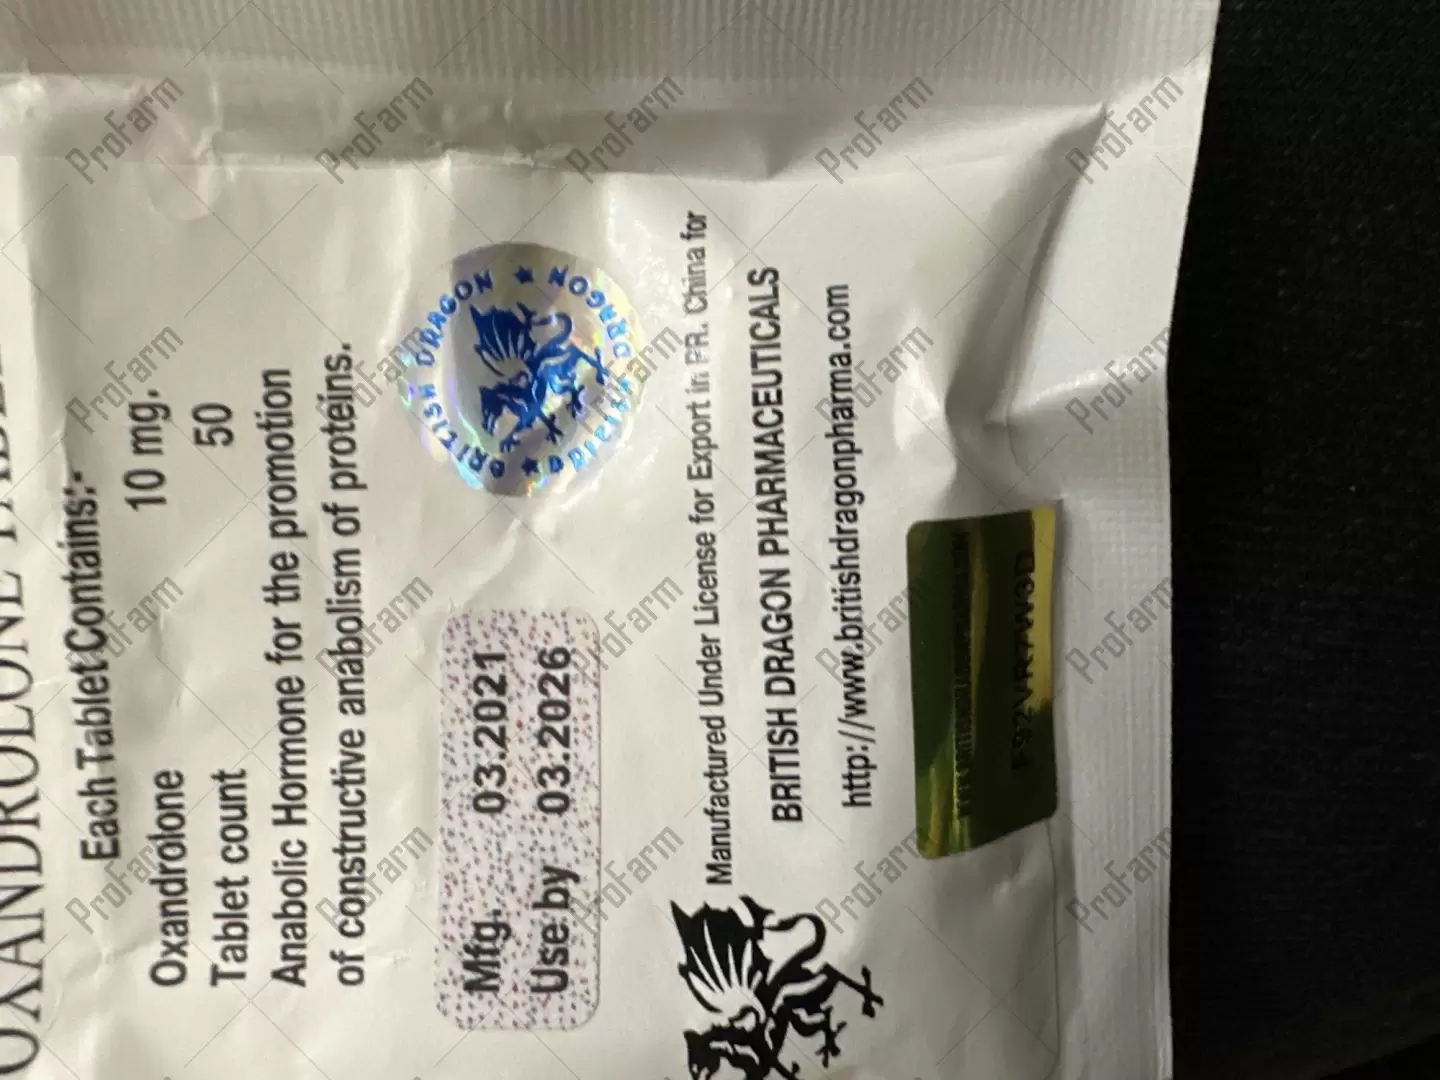 OXANDROLONE
Each Tablet Contains:-
Oxandrolone 10 mg.
Tablet count 50
Anabolic Hormone for the promotion
of constructive anabolism of proteins.
BRITISH DRAGON ★ BRITISH DRAGON ★
Mfg. 03.2021
Use by 03.2026
Manufactured Under License for Export in PR. China for
BRITISH DRAGON PHARMACEUTICALS
http://www.britishdragonpharma.com
ProFarm